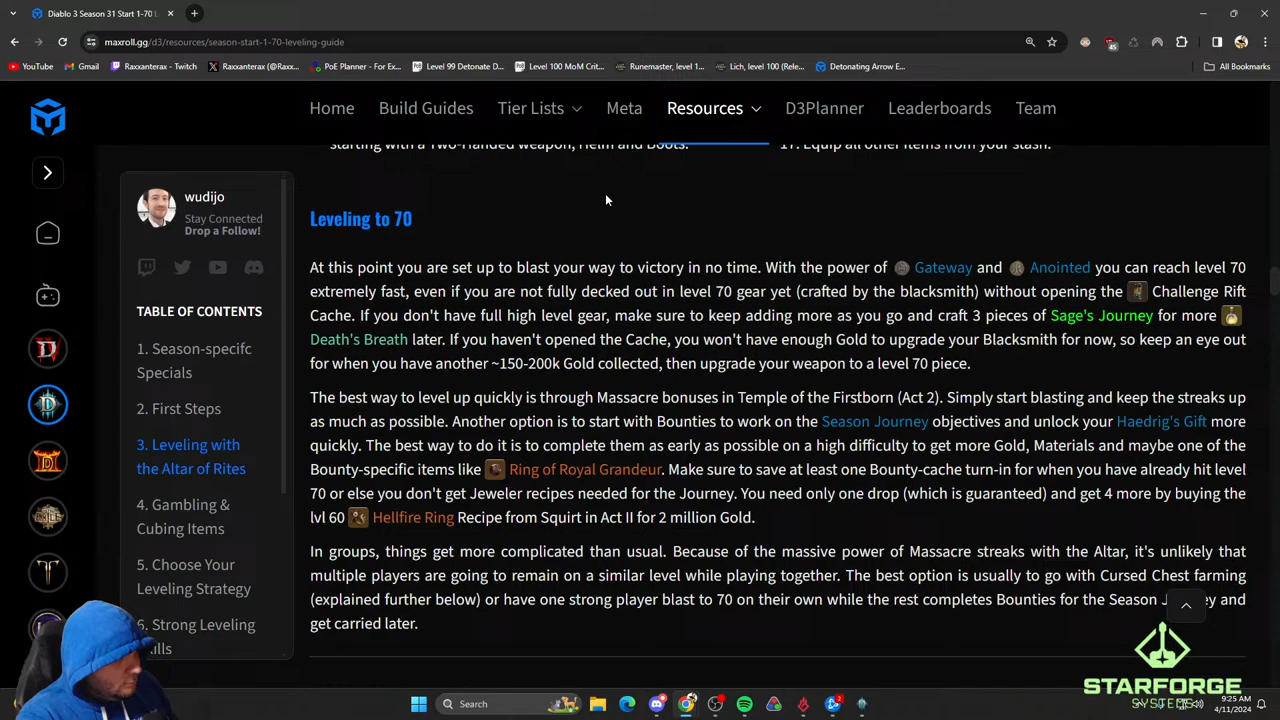 Diablo 3 Season 31 Start 1-70 L
maxroll.gg/d3/resources/season-start-1-70-leveling-guide
YouTube
Gmail
Raxxanterax - Twitch
Raxxanterax (@Raxx...
PoE Planner - For Ex...
Level 99 Detonate D...
Level 100 MoM Crit...
Runemaster, level 1...
Lich, level 100 (Rele...
Detonating Arrow E...
All Bookmarks
Home
Build Guides
Tier Lists
Meta
Resources
D3Planner
Leaderboards
Team
starting with a Two-Handed weapon, Helm and Boots.
17. Equip all other Items from your stash.
wudijo
Stay Connected
Drop a Follow!
TABLE OF CONTENTS
1. Season-specifc
Specials
2. First Steps
3. Leveling with
the Altar of Rites
4. Gambling &
Cubing Items
5. Choose Your
Leveling Strategy
6. Strong Leveling
Leveling to 70
At this point you are set up to blast your way to victory in no time. With the power of Gateway and Anointed you can reach level 70
extremely fast, even if you are not fully decked out in level 70 gear yet (crafted by the blacksmith) without opening the Challenge Rift
Cache. If you don't have full high level gear, make sure to keep adding more as you go and craft 3 pieces of Sage's Journey for more
Death's Breath later. If you haven't opened the Cache, you won't have enough Gold to upgrade your Blacksmith for now, so keep an eye out
for when you have another ~150-200k Gold collected, then upgrade your weapon to a level 70 piece.
The best way to level up quickly is through Massacre bonuses in Temple of the Firstborn (Act 2). Simply start blasting and keep the streaks up
as much as possible. Another option is to start with Bounties to work on the Season Journey objectives and unlock your Haedrig's Gift more
quickly. The best way to do it is to complete them as early as possible on a high difficulty to get more Gold, Materials and maybe one of the
Bounty-specific items like Ring of Royal Grandeur. Make sure to save at least one Bounty-cache turn-in for when you have already hit level
70 or else you don't get Jeweler recipes needed for the Journey. You need only one drop (which is guaranteed) and get 4 more by buying the
lvl 60 Hellfire Ring Recipe from Squirt in Act II for 2 million Gold.
In groups, things get more complicated than usual. Because of the massive power of Massacre streaks with the Altar, it's unlikely that
multiple players are going to remain on a similar level while playing together. The best option is usually to go with Cursed Chest farming
(explained further below) or have one strong player blast to 70 on their own while the rest completes Bounties for the Season and
get carried later.
STARFORGE
SYSTEMS
Search
9:25 AM
4/11/2024